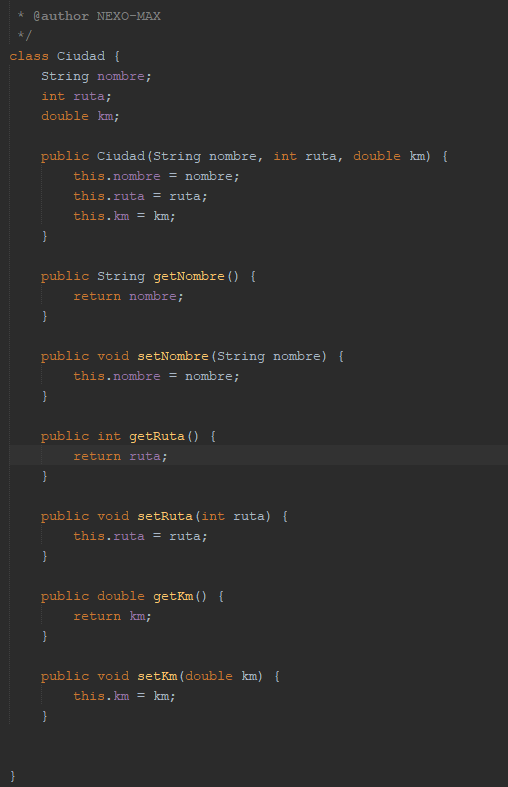 * @author NEXO-MAX
 */
class Ciudad {
    String nombre;
    int ruta;
    double km;

    public Ciudad(String nombre, int ruta, double km) {
        this.nombre = nombre;
        this.ruta = ruta;
        this.km = km;
    }

    public String getNombre() {
        return nombre;
    }

    public void setNombre(String nombre) {
        this.nombre = nombre;
    }

    public int getRuta() {
        return ruta;
    }

    public void setRuta(int ruta) {
        this.ruta = ruta;
    }

    public double getKm() {
        return km;
    }

    public void setKm(double km) {
        this.km = km;
    }


}